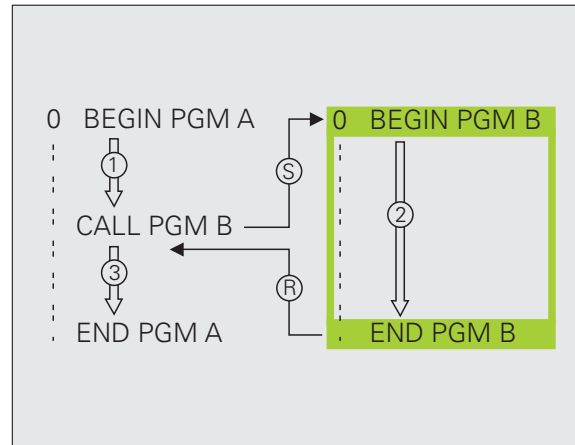 0 BEGIN PGM A
1
CALL PGM B
3
END PGM A
S
R
0 BEGIN PGM B
2
END PGM B